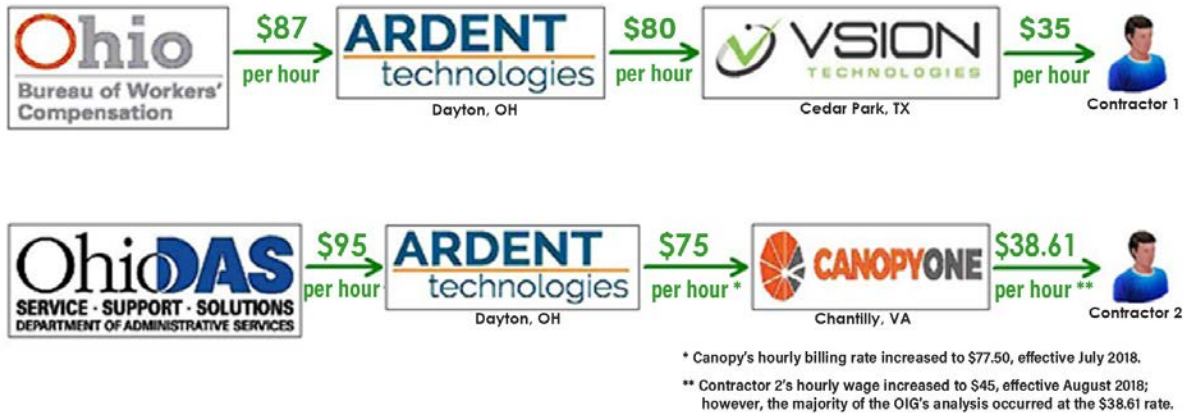 Ohio
Bureau of Workers'
Compensation
$87
per hour
ARDENT
technologies
Dayton, OH
$80
per hour
VSION
TECHNOLOGIES
Cedar Park, TX
$35
per hour
Contractor 1
OhioDAS
SERVICE · SUPPORT · SOLUTIONS
DEPARTMENT OF ADMINISTRATIVE SERVICES
$95
per hour
ARDENT
technologies
Dayton, OH
$75
per hour *
CANOPYONE
Chantilly, VA
$38.61
per hour **
Contractor 2
* Canopy's hourly billing rate increased to $77.50, effective July 2018.
** Contractor 2's hourly wage increased to $45, effective August 2018;
however, the majority of the OIG's analysis occurred at the $38.61 rate.